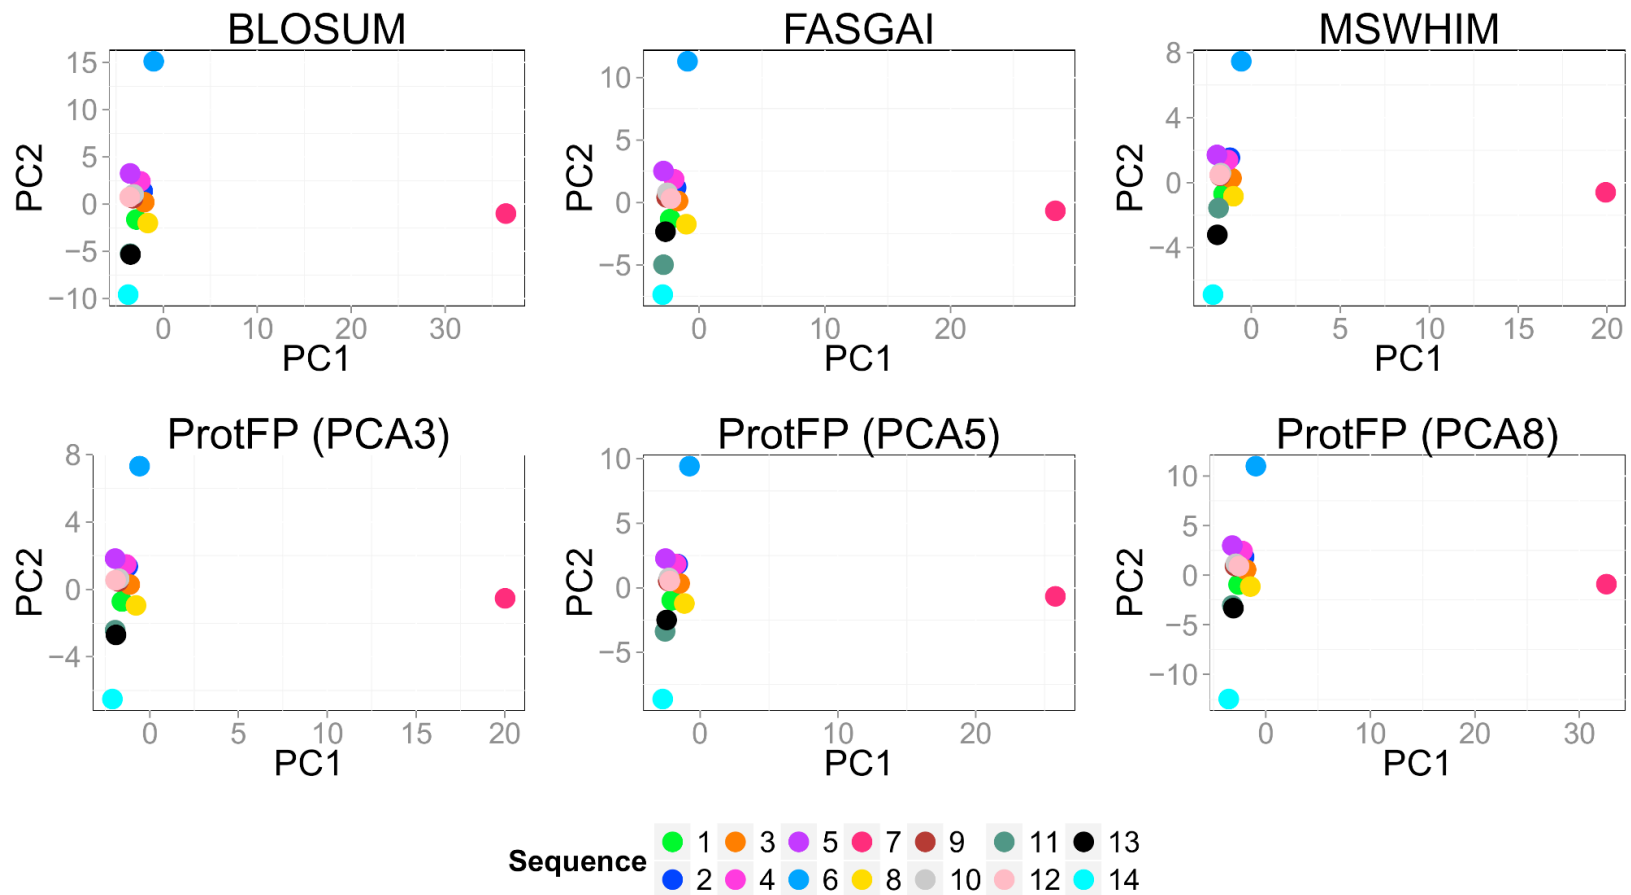 BLOSUM
15
10
5
0
−5
−10
PC2
0 10 20 30
PC1
FASGAI
10
5
0
−5
PC2
0 10 20
PC1
MSWHIM
8
4
0
−4
PC2
0 5 10 15 20
PC1
ProtFP (PCA3)
8
4
0
−4
PC2
0 5 10 15 20
PC1
ProtFP (PCA5)
10
5
0
−5
PC2
0 10 20
PC1
ProtFP (PCA8)
10
5
0
−5
−10
PC2
0 10 20 30
PC1
Sequence
1 3 5 7 9 11 13
2 4 6 8 10 12 14